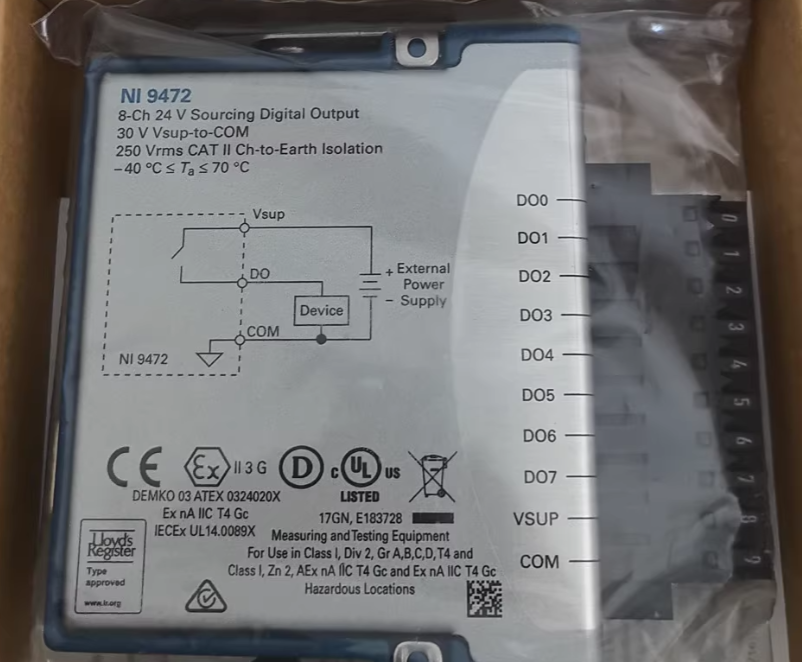 NI 9472
8-Ch 24 V Sourcing Digital Output
30 V Vsup-to-COM
250 Vrms CAT II Ch-to-Earth Isolation
−40 °C ≤ Ta ≤ 70 °C
Vsup
DO
COM
Device
+ External
Power
− Supply
NI 9472
DO0
DO1
DO2
DO3
DO4
DO5
DO6
DO7
VSUP
COM
0
1
2
3
4
5
6
7
8
9
CE Ex II 3 G D c UL US
LISTED
DEMKO 03 ATEX 0324020X
Ex nA IIC T4 Gc
IECEx UL14.0089X
17GN, E183728
Measuring and Testing Equipment
For Use in Class I, Div 2, Gr A,B,C,D, T4 and
Class I, Zn 2, AEx nA IIC T4 Gc and Ex nA IIC T4 Gc
Hazardous Locations
Lloyd's
Register
Type
approved
www.lr.org